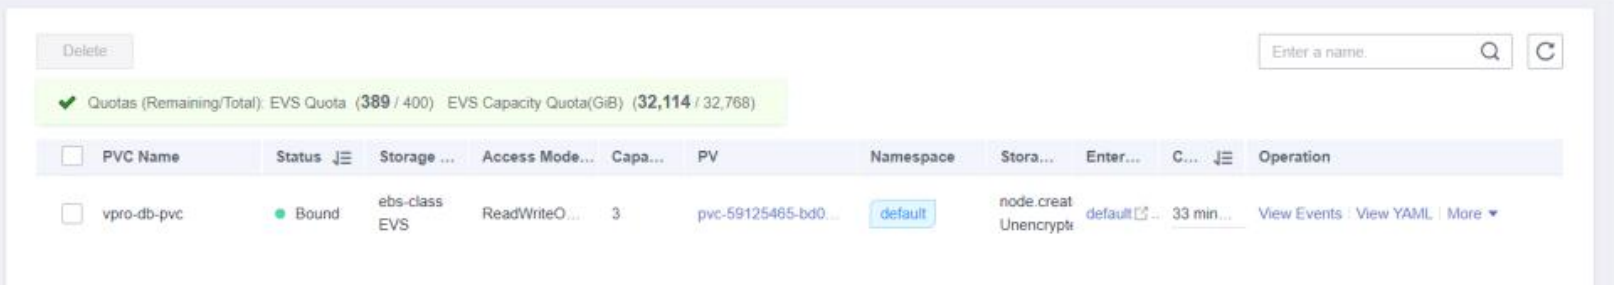 Delete
Enter a name.
Quotas (Remaining/Total): EVS Quota (389 / 400) EVS Capacity Quota(GiB) (32,114 / 32,768)
PVC Name Status Storage ... Access Mode... Capa... PV Namespace Stora... Enter... C... Operation
vpro-db-pvc Bound ebs-class EVS ReadWriteO... 3 pvc-59125465-bd0... default node.creat Unencrypte default ... 33 min... View Events View YAML More